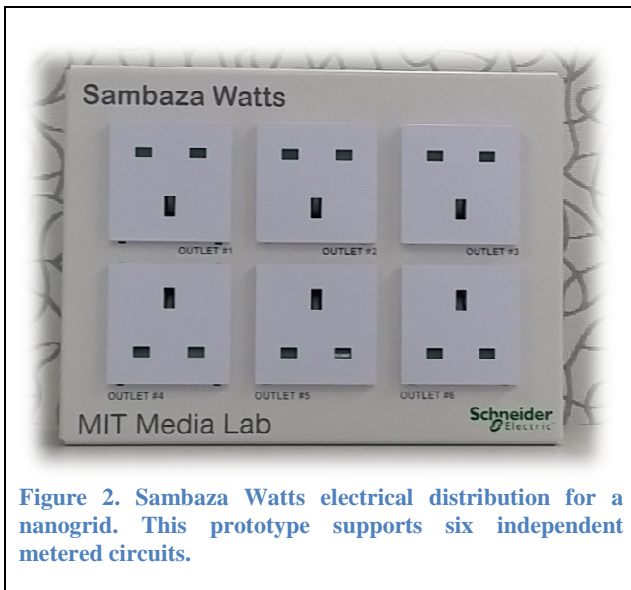 Sambaza Watts
OUTLET #1
OUTLET #2
OUTLET #3
OUTLET #4
OUTLET #5
OUTLET #6
MIT Media Lab
Schneider
Electric
Figure 2. Sambaza Watts electrical distribution for a
nanogrid. This prototype supports six independent
metered circuits.